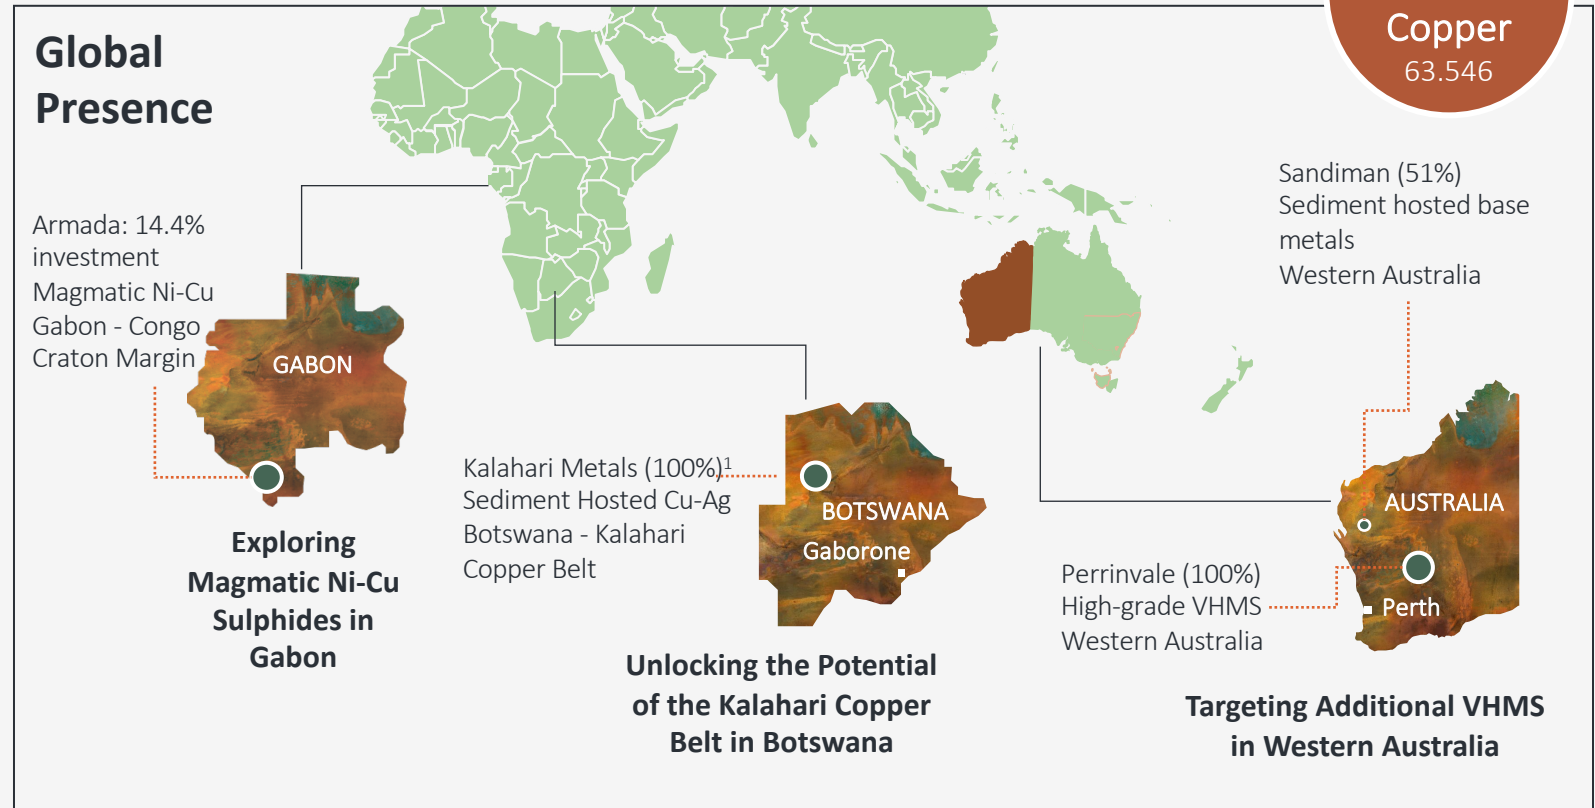 Global
Presence
Copper
63.546
Armada: 14.4%
investment
Magmatic Ni-Cu
Gabon - Congo
Craton Margin
GABON
Exploring
Magmatic Ni-Cu
Sulphides in
Gabon
Kalahari Metals (100%)¹
Sediment Hosted Cu-Ag
Botswana - Kalahari
Copper Belt
BOTSWANA
Gaborone
Unlocking the Potential
of the Kalahari Copper
Belt in Botswana
Sandiman (51%)
Sediment hosted base
metals
Western Australia
AUSTRALIA
Perth
Perrinvale (100%)
High-grade VHMS
Western Australia
Targeting Additional VHMS
in Western Australia